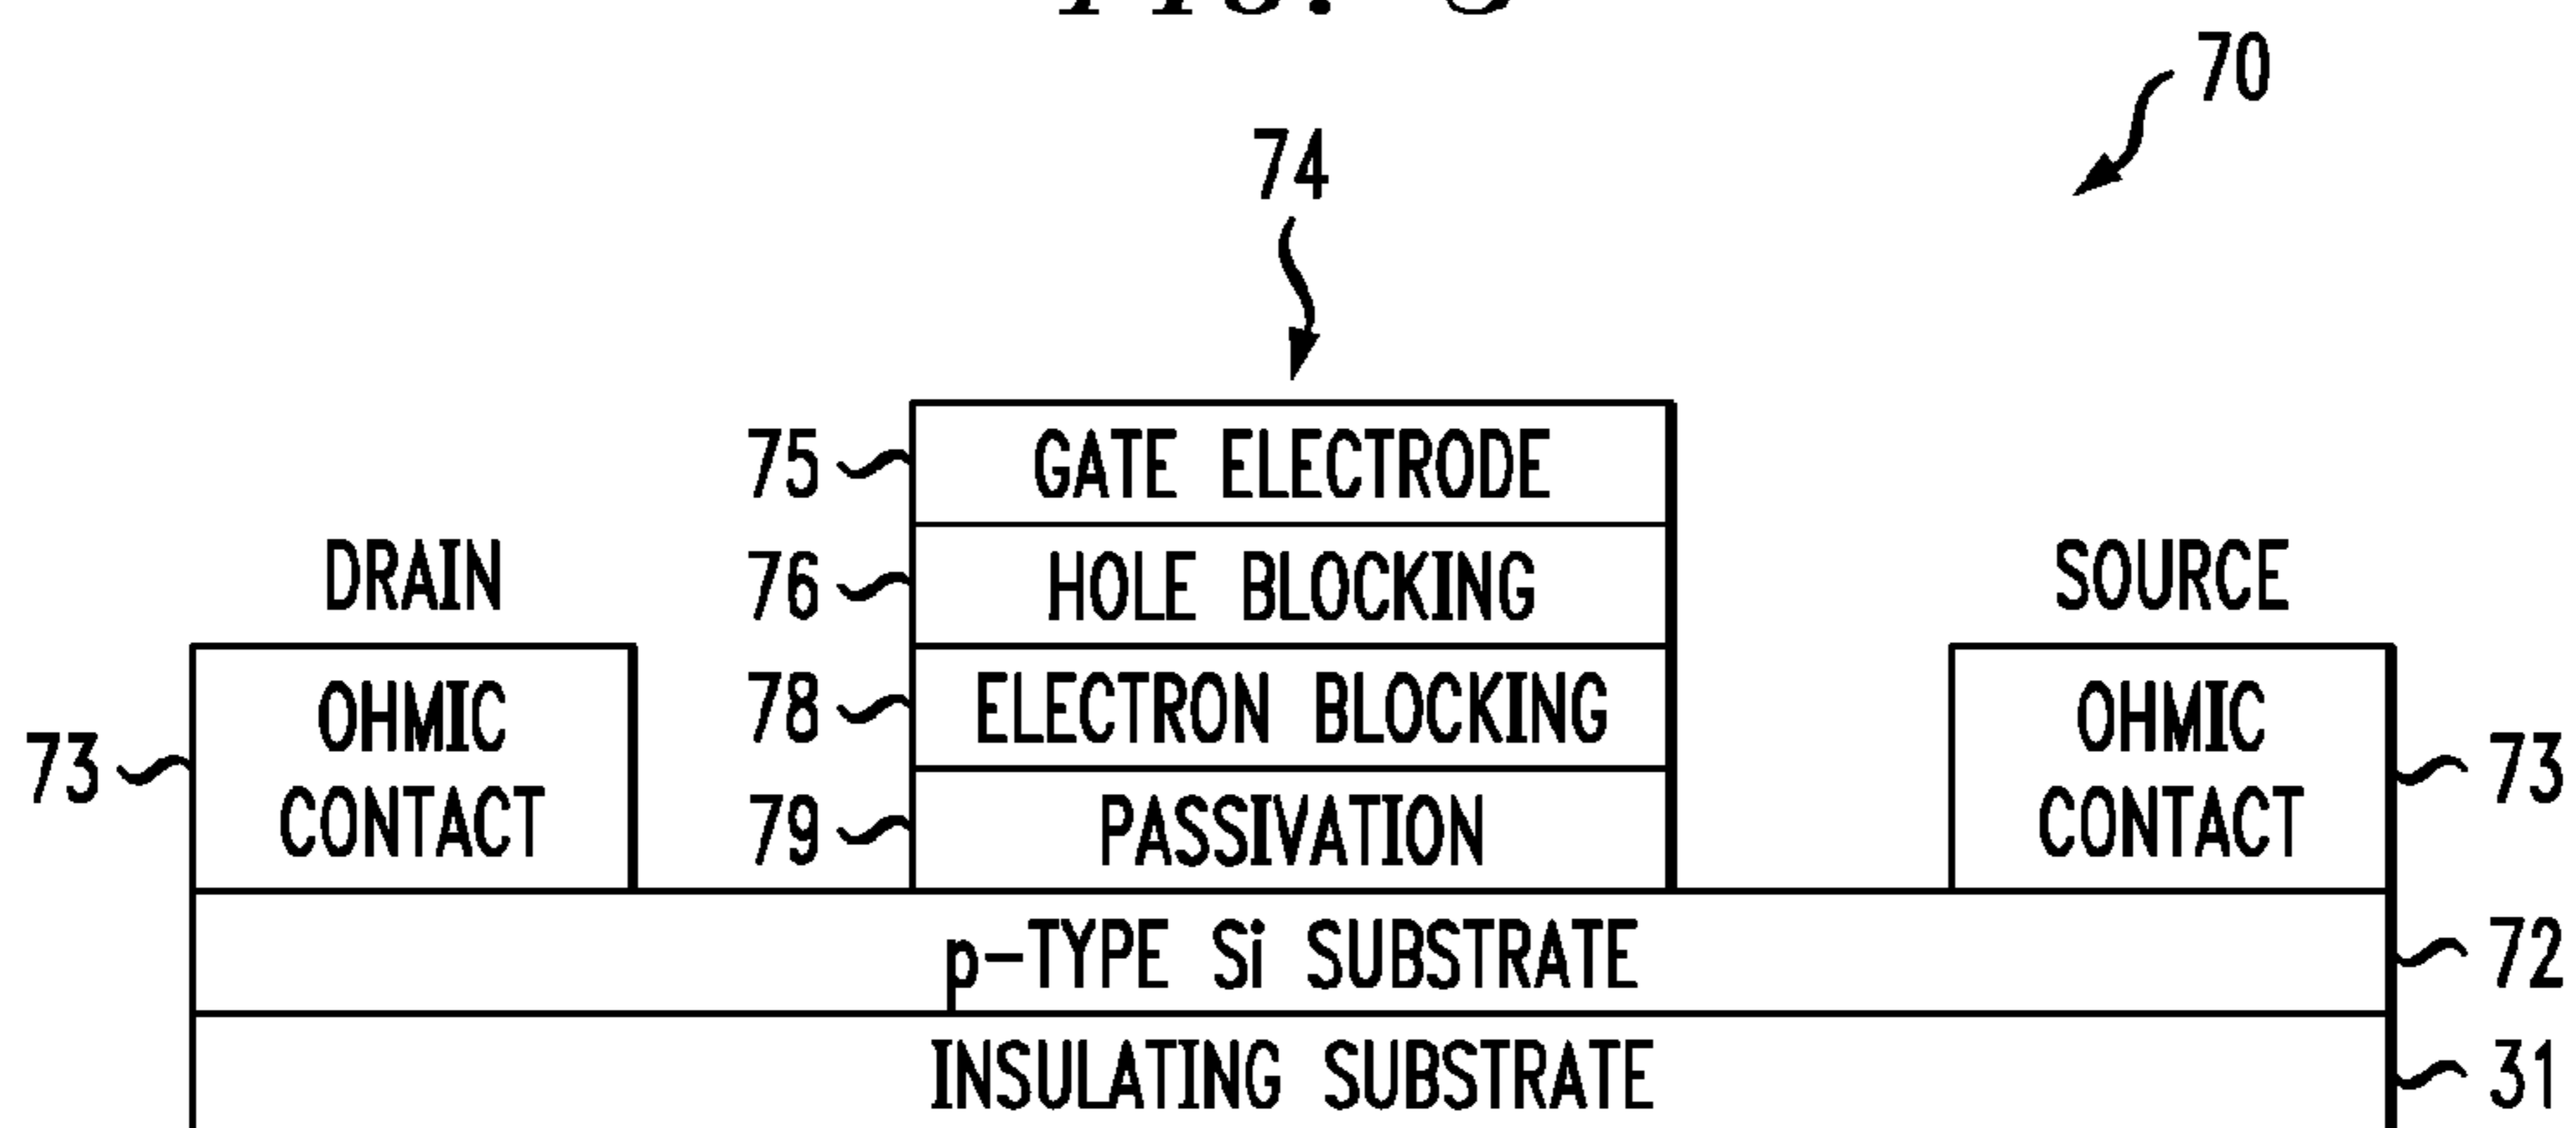 70
74
75 GATE ELECTRODE
DRAIN 76 HOLE BLOCKING SOURCE
73 OHMIC CONTACT
78 ELECTRON BLOCKING
OHMIC CONTACT 73
79 PASSIVATION
p-TYPE Si SUBSTRATE 72
INSULATING SUBSTRATE 31